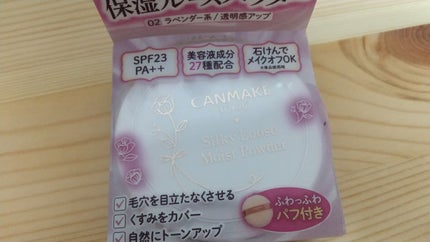 保湿ルースパウダー
02 ラベンダー系/透明感アップ
SPF23
PA++
美容液成分
27種配合
石けんで
メイクオフOK
CANMAKE
Silky Loose
Moist Powder
毛穴を目立たなくさせる
くすみをカバー
自然にトーンアップ
ふわっふわ
パフ付き